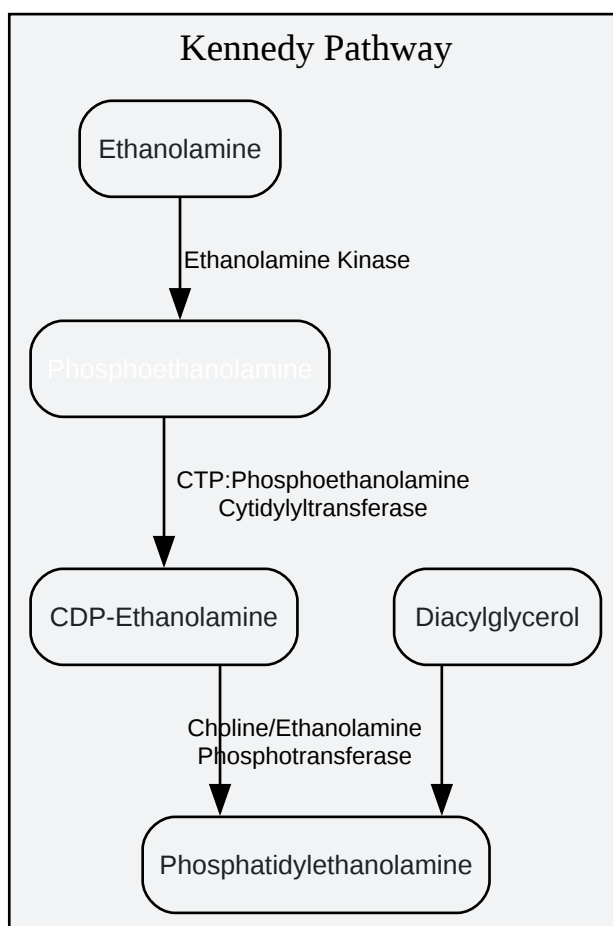 Kennedy Pathway
Ethanolamine
Ethanolamine Kinase
Phosphoethanolamine
CTP:Phosphoethanolamine
Cytidylyltransferase
CDP-Ethanolamine
Diacylglycerol
Choline/Ethanolamine
Phosphotransferase
Phosphatidylethanolamine